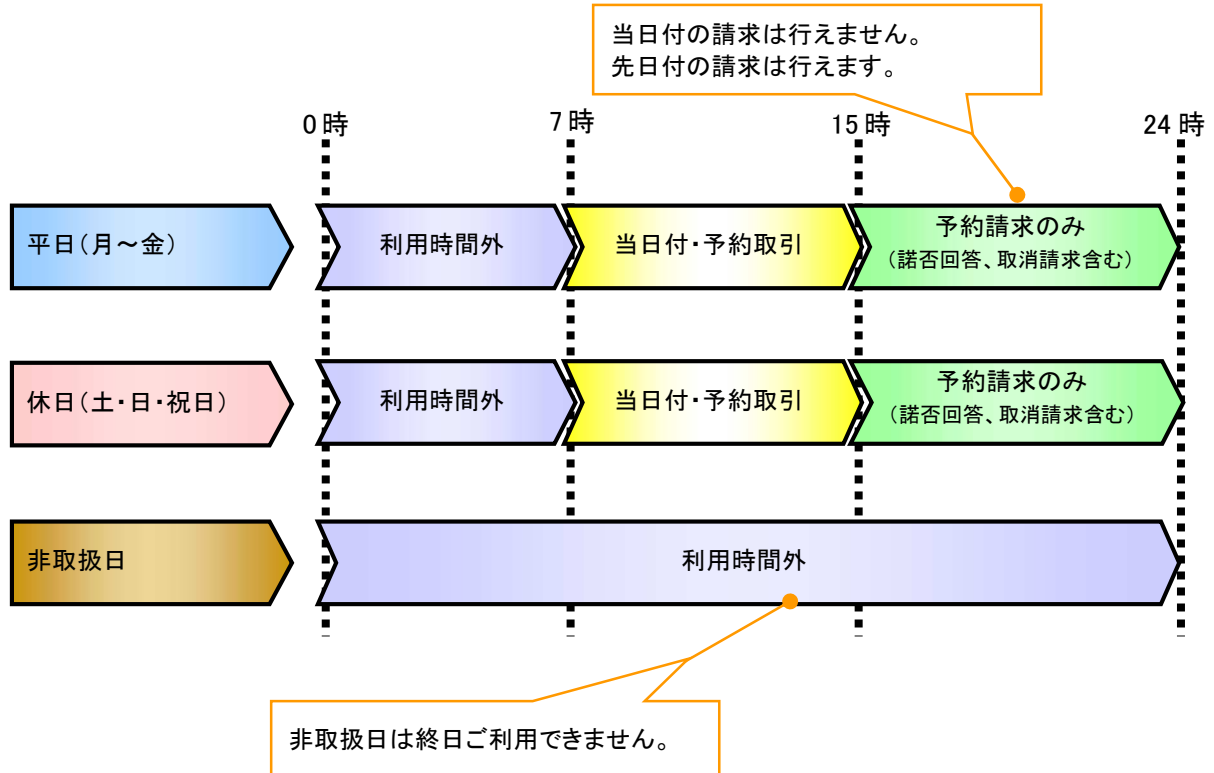 当日付の請求は行えません。
先日付の請求は行えます。
0時 7時 15時 24時
平日（月～金） 利用時間外 当日付・予約取引 予約請求のみ
（諾否回答、取消請求含む）
休日（土・日・祝日） 利用時間外 当日付・予約取引 予約請求のみ
（諾否回答、取消請求含む）
非取扱日 利用時間外
非取扱日は終日ご利用できません。